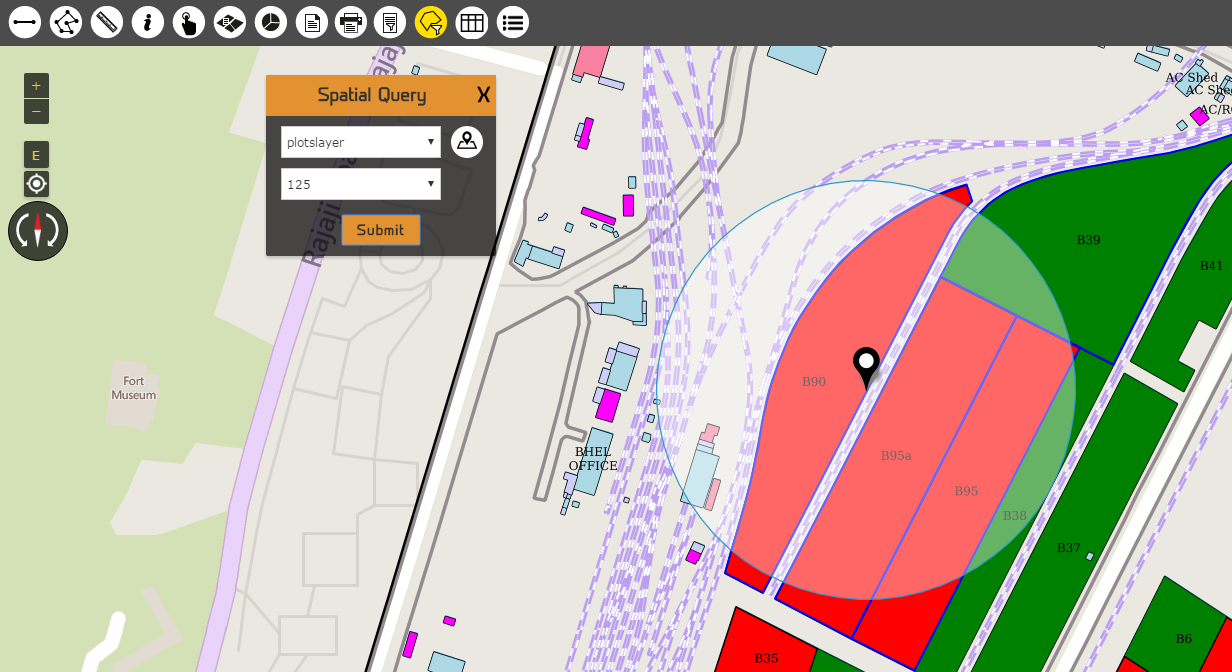 Spatial Query
X
plotslayer
125
Submit
+
−
E
Rajaji
Fort
Museum
BHEL
OFFICE
AC Shed
AC She
AC/R
B39
B41
B90
B95a
B95
B38
B37
B6
B35